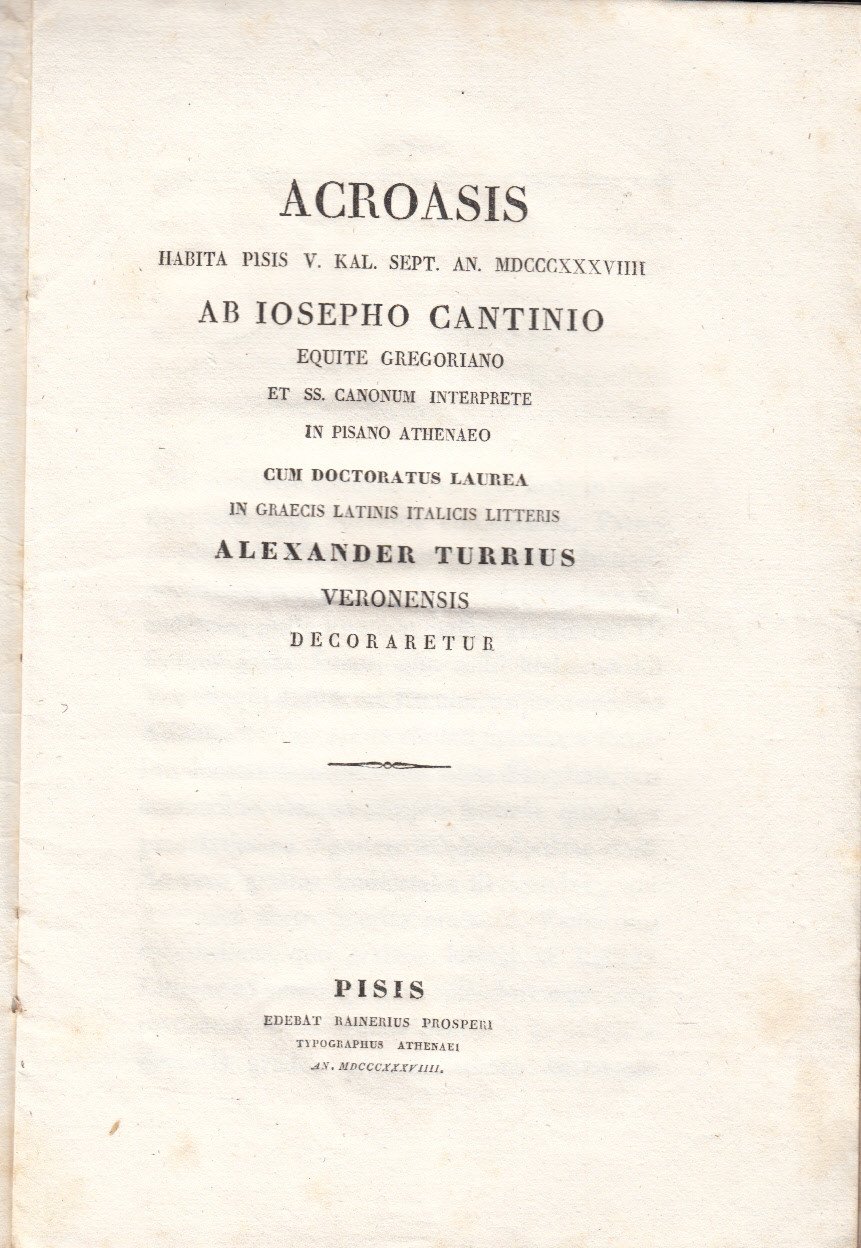 ACROASIS
HABITA PISIS V. KAL. SEPT. AN. MDCCCXXXVIIII
AB IOSEPHO CANTINIO
EQUITE GREGORIANO
ET SS. CANONUM INTERPRETE
IN PISANO ATHENAEO
CUM DOCTORATUS LAUREA
IN GRAECIS LATINIS ITALICIS LITTERIS
ALEXANDER TURRIUS
VERONENSIS
DECORARETUR
PISIS
EDEBAT RAINERIUS PROSPERI
TYPOGRAPHUS ATHENAEI
AN. MDCCCXXXVIIII.